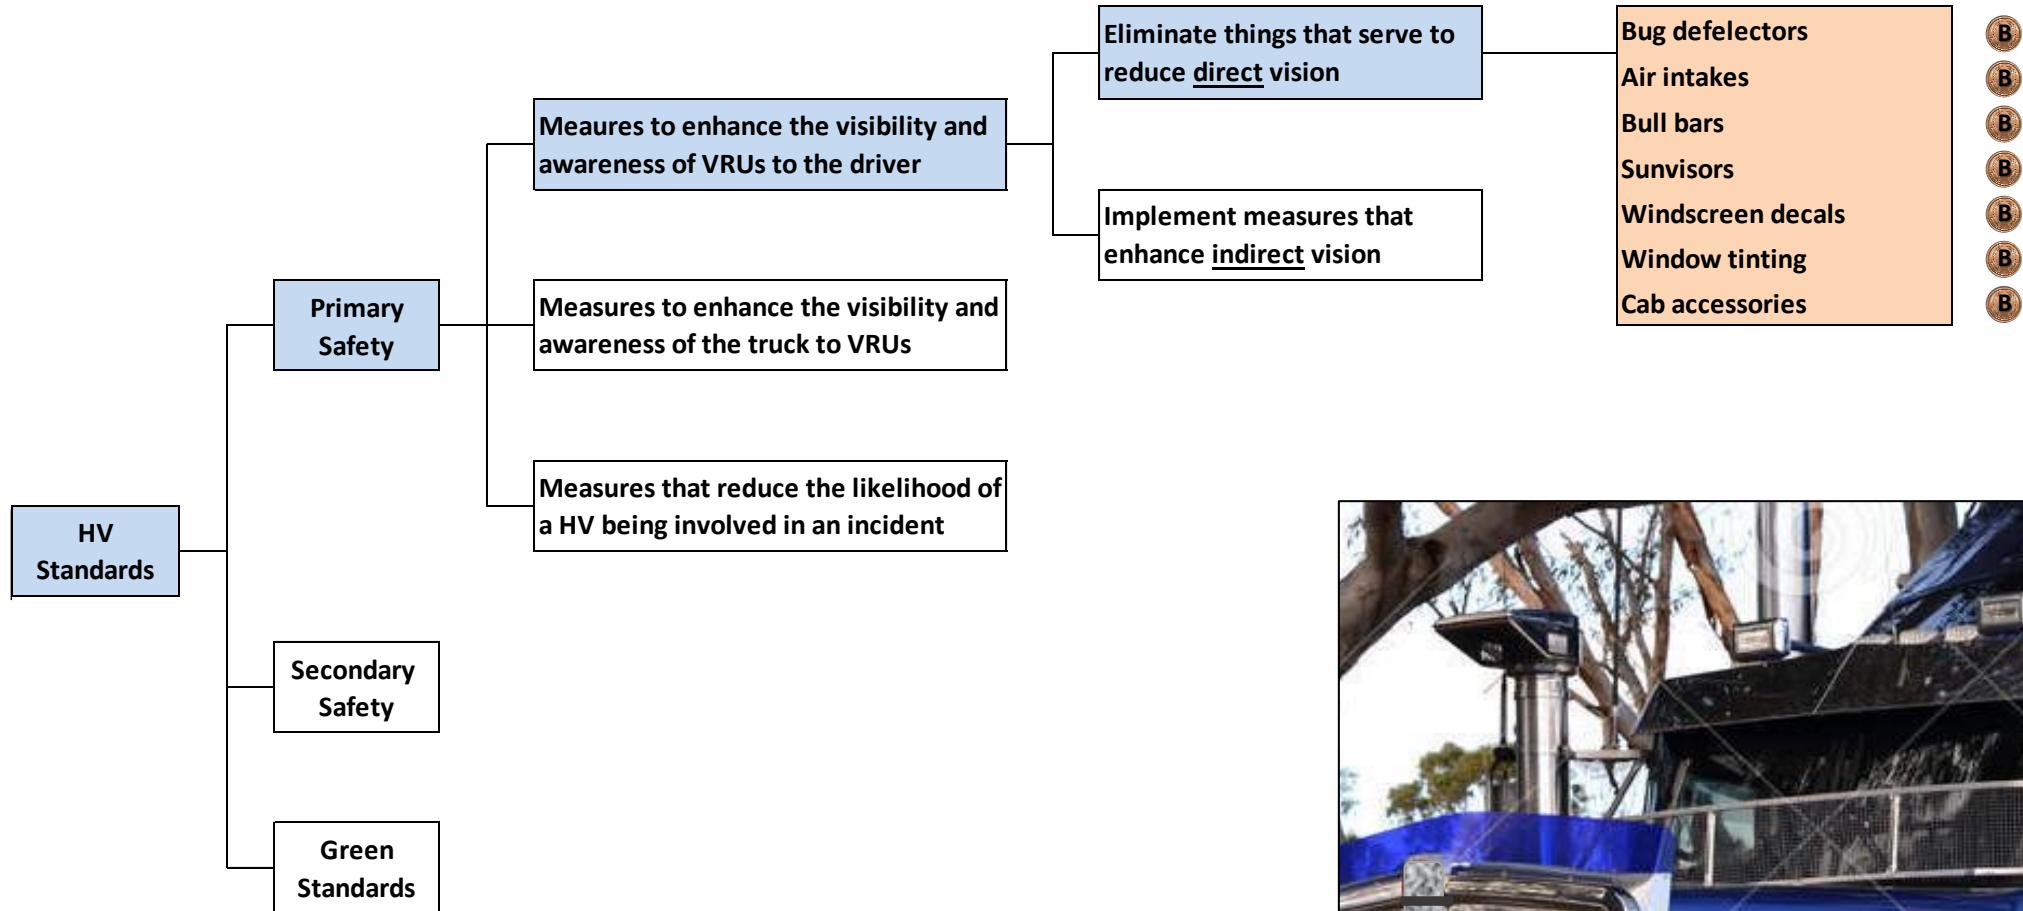 Eliminate things that serve to
reduce direct vision
Bug defelectors B
Air intakes B
Bull bars B
Sunvisors B
Windscreen decals B
Window tinting B
Cab accessories B
Meaures to enhance the visibility and
awareness of VRUs to the driver
Implement measures that
enhance indirect vision
Primary
Safety
Measures to enhance the visibility and
awareness of the truck to VRUs
Measures that reduce the likelihood of
a HV being involved in an incident
HV
Standards
Secondary
Safety
Green
Standards